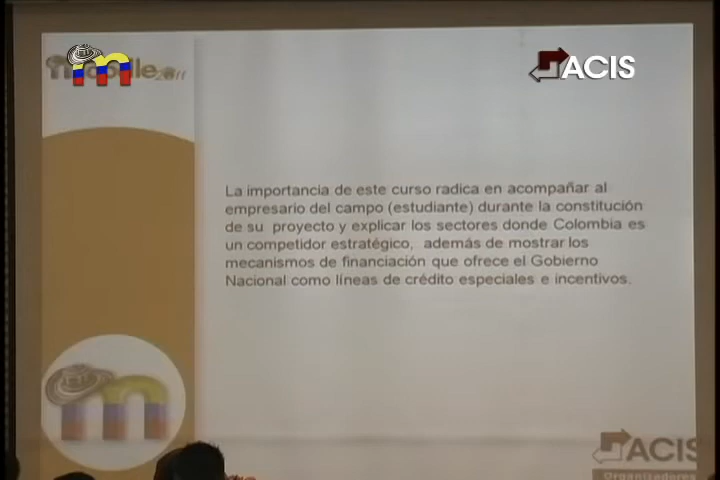 ACIS
La importancia de este curso radica en acompañar al
empresario del campo (estudiante) durante la constitución
de su proyecto y explicar los sectores donde Colombia es
un competidor estratégico, además de mostrar los
mecanismos de financiación que ofrece el Gobierno
Nacional como líneas de crédito especiales e incentivos.
ACIS
Organizadores